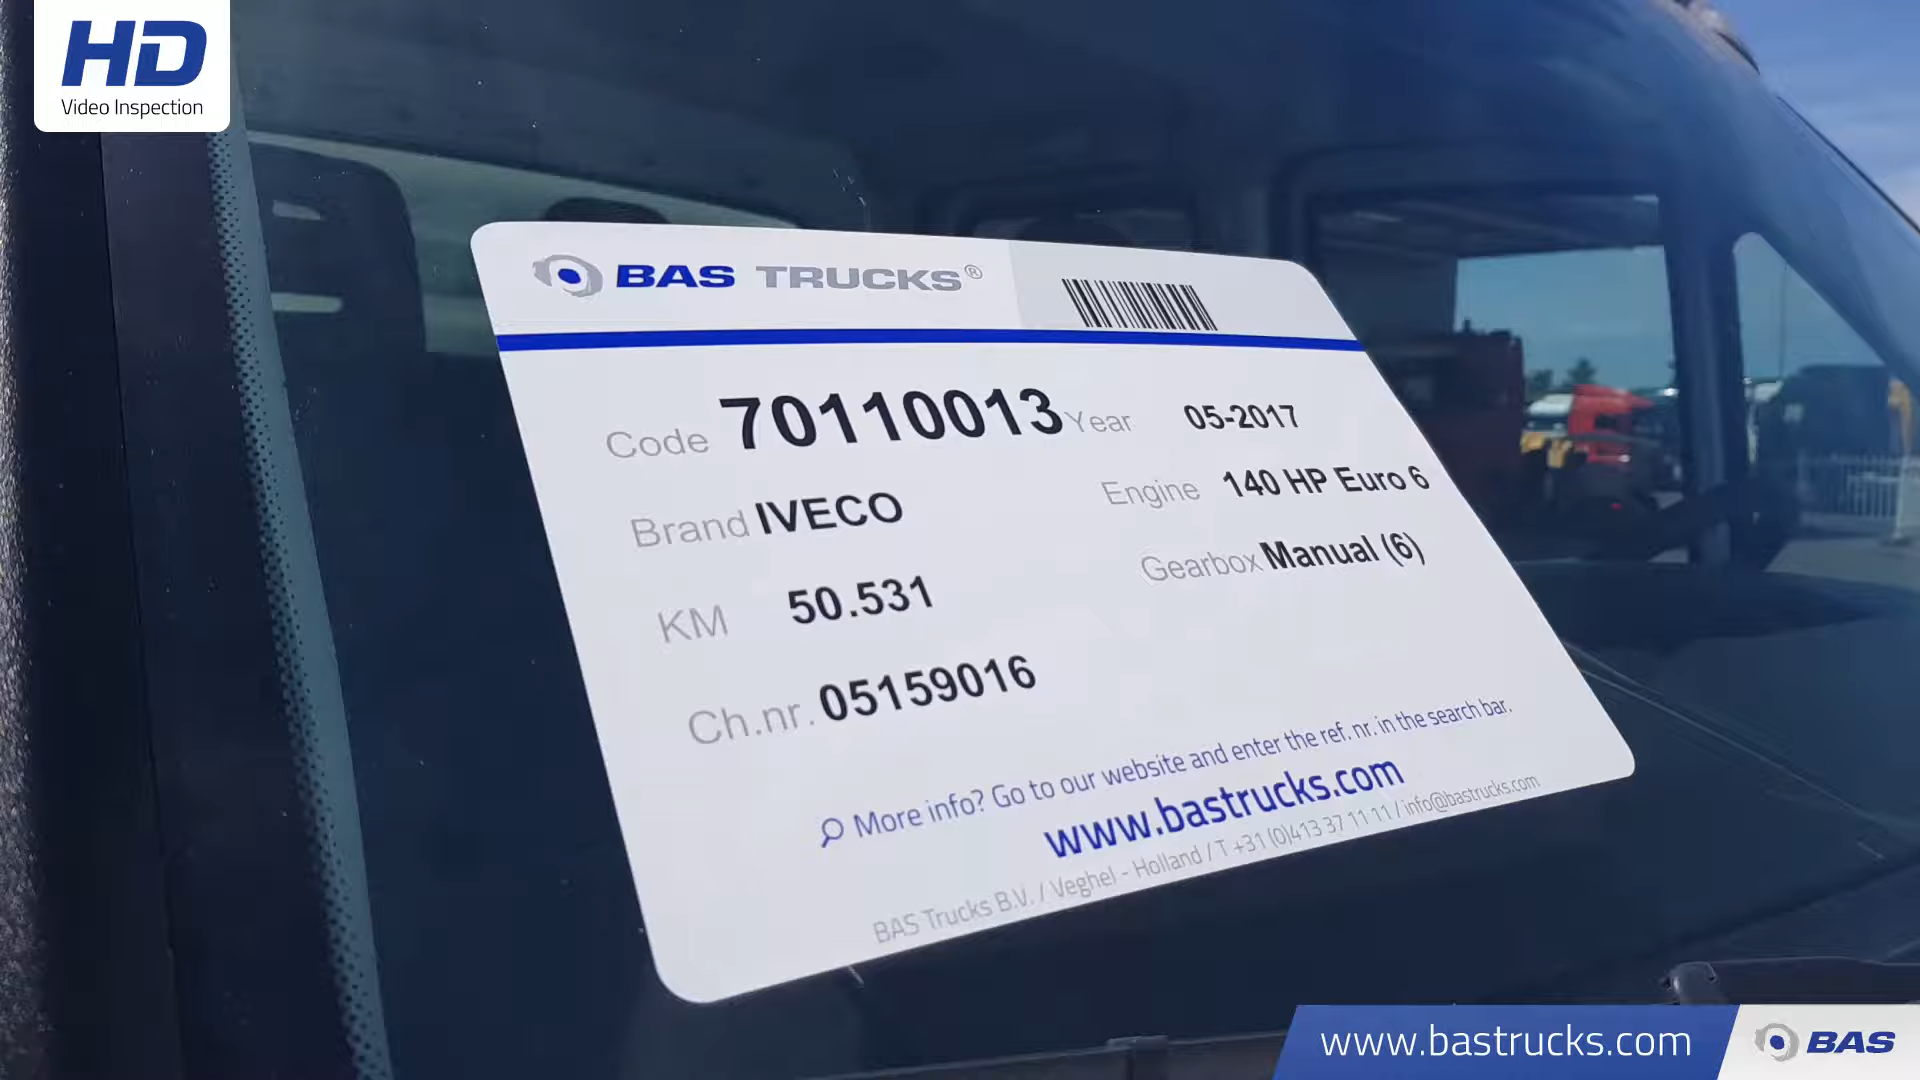 HD
Video Inspection
BAS TRUCKS®
Code 70110013 Year 05-2017
Brand IVECO Engine 140 HP Euro 6
KM 50.531 Gearbox Manual (6)
Ch.nr. 05159016
More info? Go to our website and enter the ref. nr. in the search bar.
www.bastrucks.com
BAS Trucks B.V. / Veghel - Holland / T +31 (0)413 37 11 11 / info@bastrucks.com
www.bastrucks.com BAS